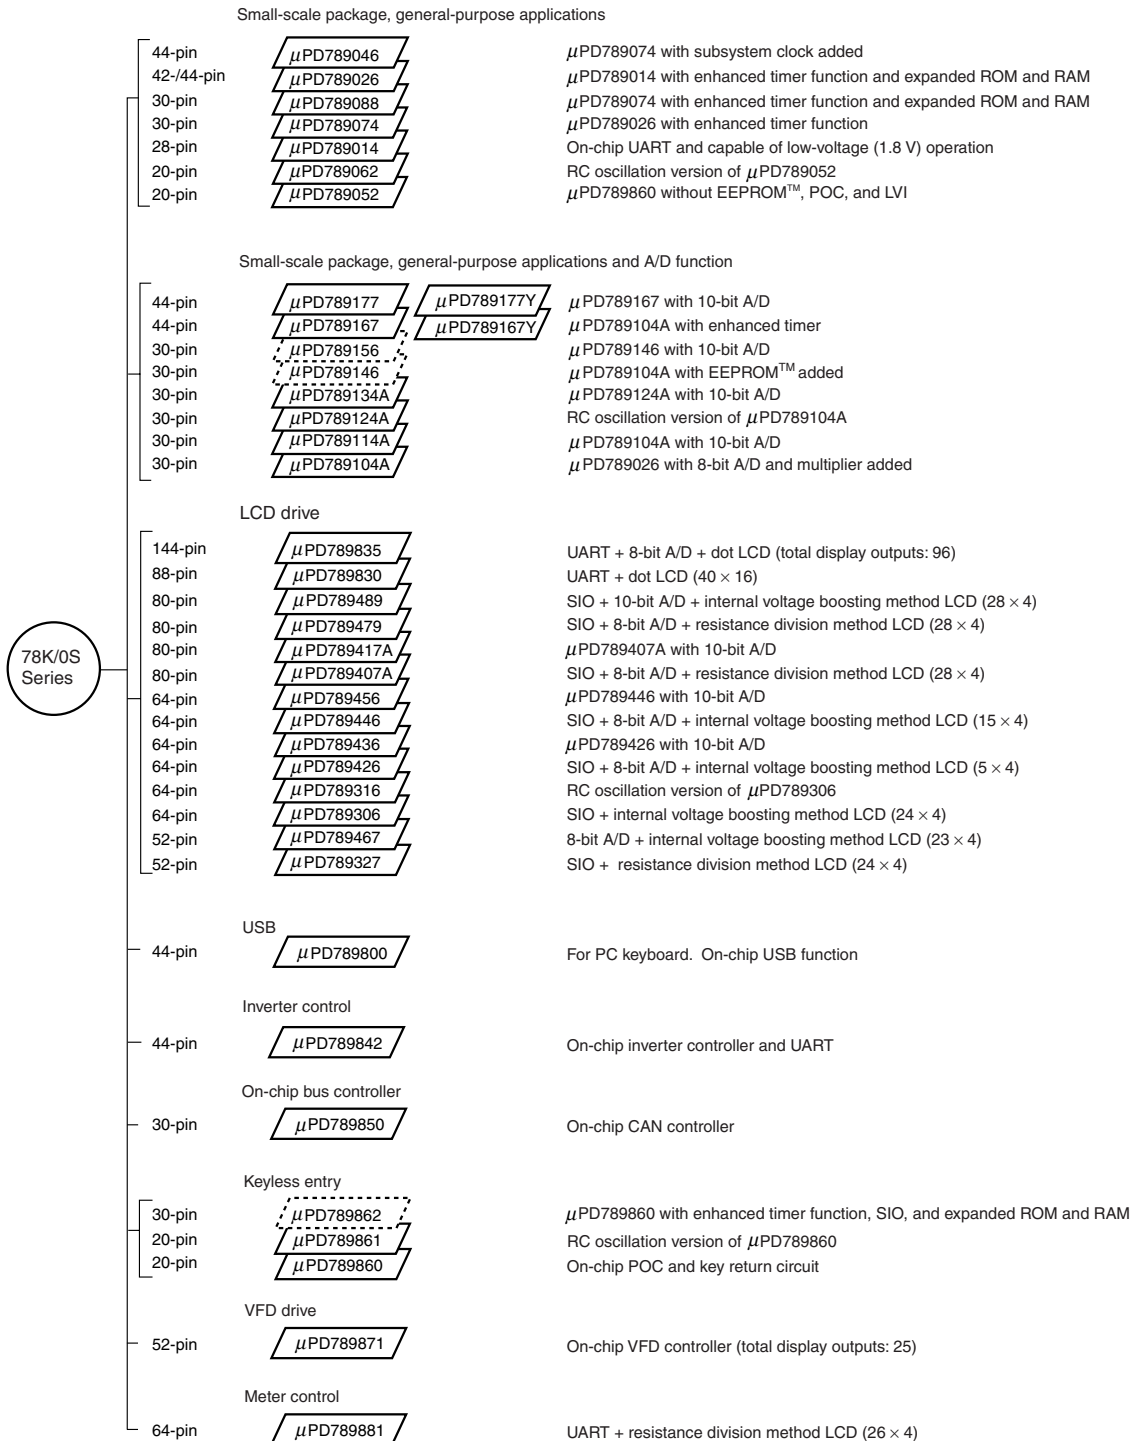 Small-scale package, general-purpose applications
44-pin μPD789046 μPD789074 with subsystem clock added
42-/44-pin μPD789026 μPD789014 with enhanced timer function and expanded ROM and RAM
30-pin μPD789088 μPD789074 with enhanced timer function and expanded ROM and RAM
30-pin μPD789074 μPD789026 with enhanced timer function
28-pin μPD789014 On-chip UART and capable of low-voltage (1.8 V) operation
20-pin μPD789062 RC oscillation version of μPD789052
20-pin μPD789052 μPD789860 without EEPROM™, POC, and LVI
Small-scale package, general-purpose applications and A/D function
44-pin μPD789177 μPD789177Y μPD789167 with 10-bit A/D
44-pin μPD789167 μPD789167Y μPD789104A with enhanced timer
30-pin μPD789156 μPD789146 with 10-bit A/D
30-pin μPD789146 μPD789104A with EEPROM™ added
30-pin μPD789134A μPD789124A with 10-bit A/D
30-pin μPD789124A RC oscillation version of μPD789104A
30-pin μPD789114A μPD789104A with 10-bit A/D
30-pin μPD789104A μPD789026 with 8-bit A/D and multiplier added
LCD drive
144-pin μPD789835 UART + 8-bit A/D + dot LCD (total display outputs: 96)
88-pin μPD789830 UART + dot LCD (40 × 16)
80-pin μPD789489 SIO + 10-bit A/D + internal voltage boosting method LCD (28 × 4)
80-pin μPD789479 SIO + 8-bit A/D + resistance division method LCD (28 × 4)
80-pin μPD789417A μPD789407A with 10-bit A/D
80-pin μPD789407A SIO + 8-bit A/D + resistance division method LCD (28 × 4)
64-pin μPD789456 μPD789446 with 10-bit A/D
64-pin μPD789446 SIO + 8-bit A/D + internal voltage boosting method LCD (15 × 4)
64-pin μPD789436 μPD789426 with 10-bit A/D
64-pin μPD789426 SIO + 8-bit A/D + internal voltage boosting method LCD (5 × 4)
64-pin μPD789316 RC oscillation version of μPD789306
64-pin μPD789306 SIO + internal voltage boosting method LCD (24 × 4)
52-pin μPD789467 8-bit A/D + internal voltage boosting method LCD (23 × 4)
52-pin μPD789327 SIO + resistance division method LCD (24 × 4)
78K/0S
Series
USB
44-pin μPD789800 For PC keyboard. On-chip USB function
Inverter control
44-pin μPD789842 On-chip inverter controller and UART
On-chip bus controller
30-pin μPD789850 On-chip CAN controller
Keyless entry
30-pin μPD789862 μPD789860 with enhanced timer function, SIO, and expanded ROM and RAM
20-pin μPD789861 RC oscillation version of μPD789860
20-pin μPD789860 On-chip POC and key return circuit
VFD drive
52-pin μPD789871 On-chip VFD controller (total display outputs: 25)
Meter control
64-pin μPD789881 UART + resistance division method LCD (26 × 4)